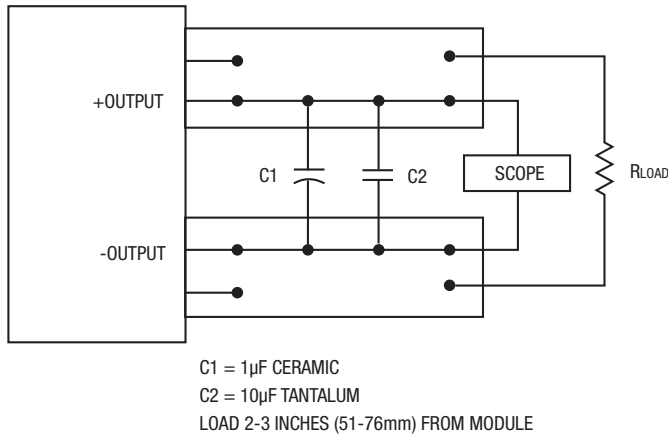 +OUTPUT
C1
C2
SCOPE
RLOAD
-OUTPUT
C1 = 1µF CERAMIC
C2 = 10µF TANTALUM
LOAD 2-3 INCHES (51-76mm) FROM MODULE